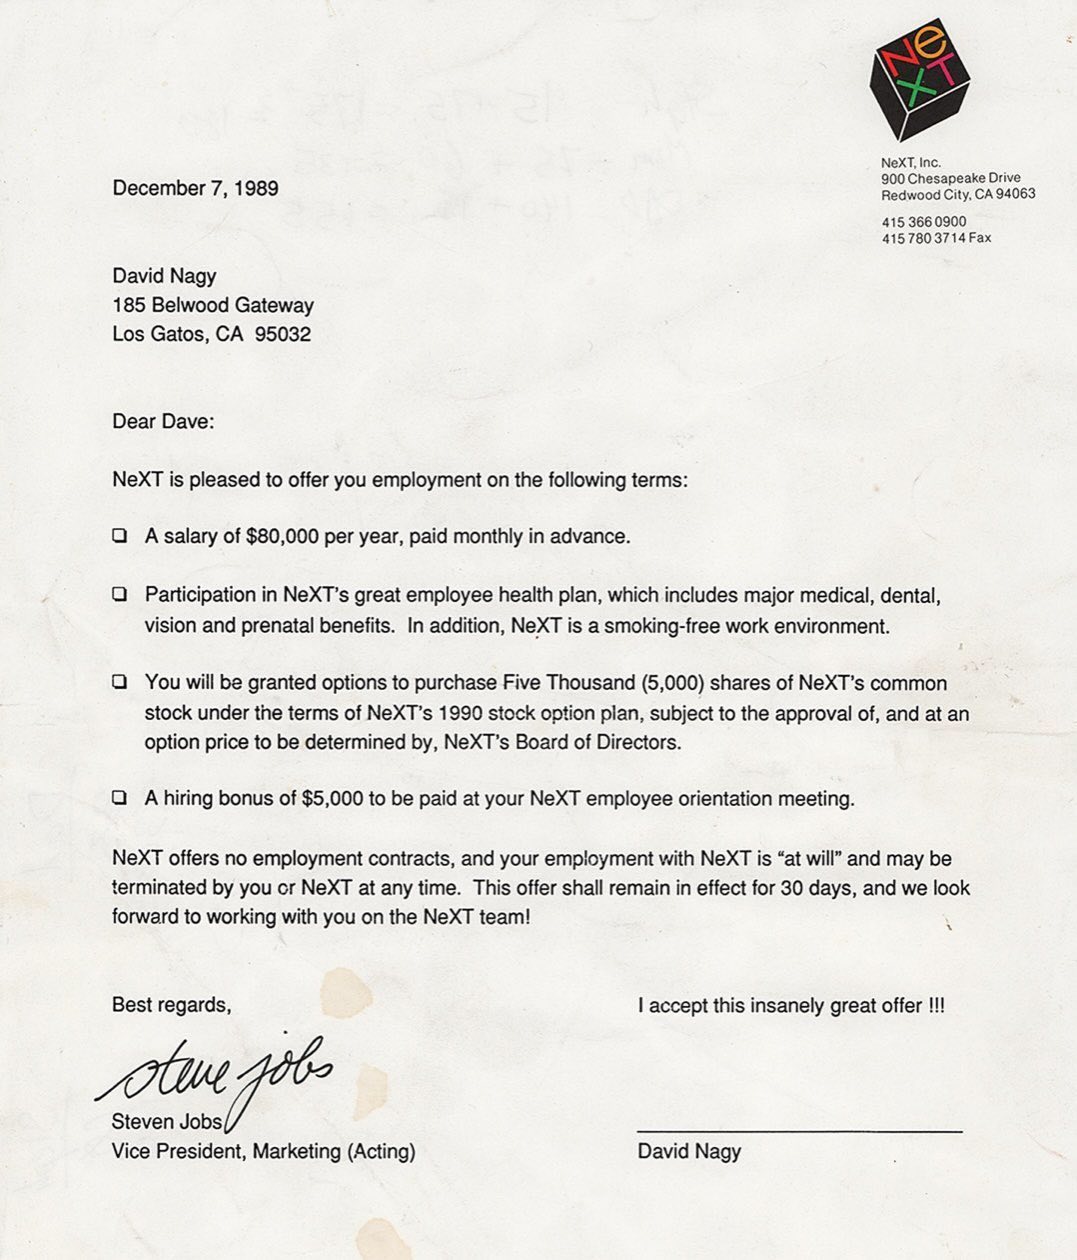 NeXT
NeXT, Inc.
900 Chesapeake Drive
Redwood City, CA 94063
415 366 0900
415 780 3714 Fax
December 7, 1989
David Nagy
185 Belwood Gateway
Los Gatos, CA  95032
Dear Dave:
NeXT is pleased to offer you employment on the following terms:
❏ A salary of $80,000 per year, paid monthly in advance.
❏ Participation in NeXT's great employee health plan, which includes major medical, dental,
vision and prenatal benefits.  In addition, NeXT is a smoking-free work environment.
❏ You will be granted options to purchase Five Thousand (5,000) shares of NeXT's common
stock under the terms of NeXT's 1990 stock option plan, subject to the approval of, and at an
option price to be determined by, NeXT's Board of Directors.
❏ A hiring bonus of $5,000 to be paid at your NeXT employee orientation meeting.
NeXT offers no employment contracts, and your employment with NeXT is “at will” and may be
terminated by you or NeXT at any time.  This offer shall remain in effect for 30 days, and we look
forward to working with you on the NeXT team!
Best regards,
steve jobs
Steven Jobs
Vice President, Marketing (Acting)
I accept this insanely great offer !!!
David Nagy